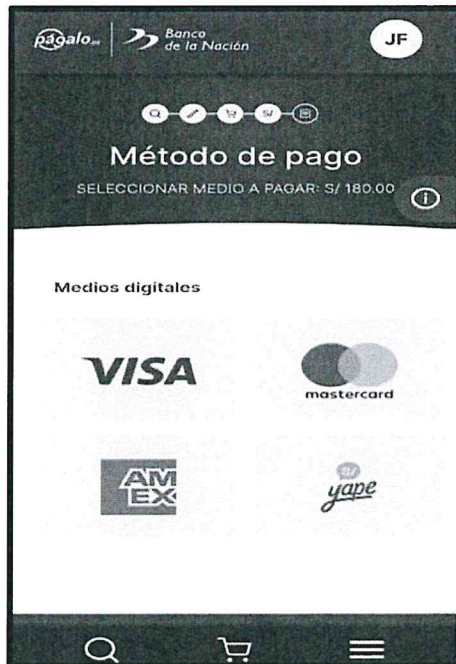 págalo.pe
Banco
de la Nación
JF
S/
Método de pago
SELECCIONAR MEDIO A PAGAR: S/ 180.00
i
Medios digitales
VISA
mastercard
AM
EX
S/
yape